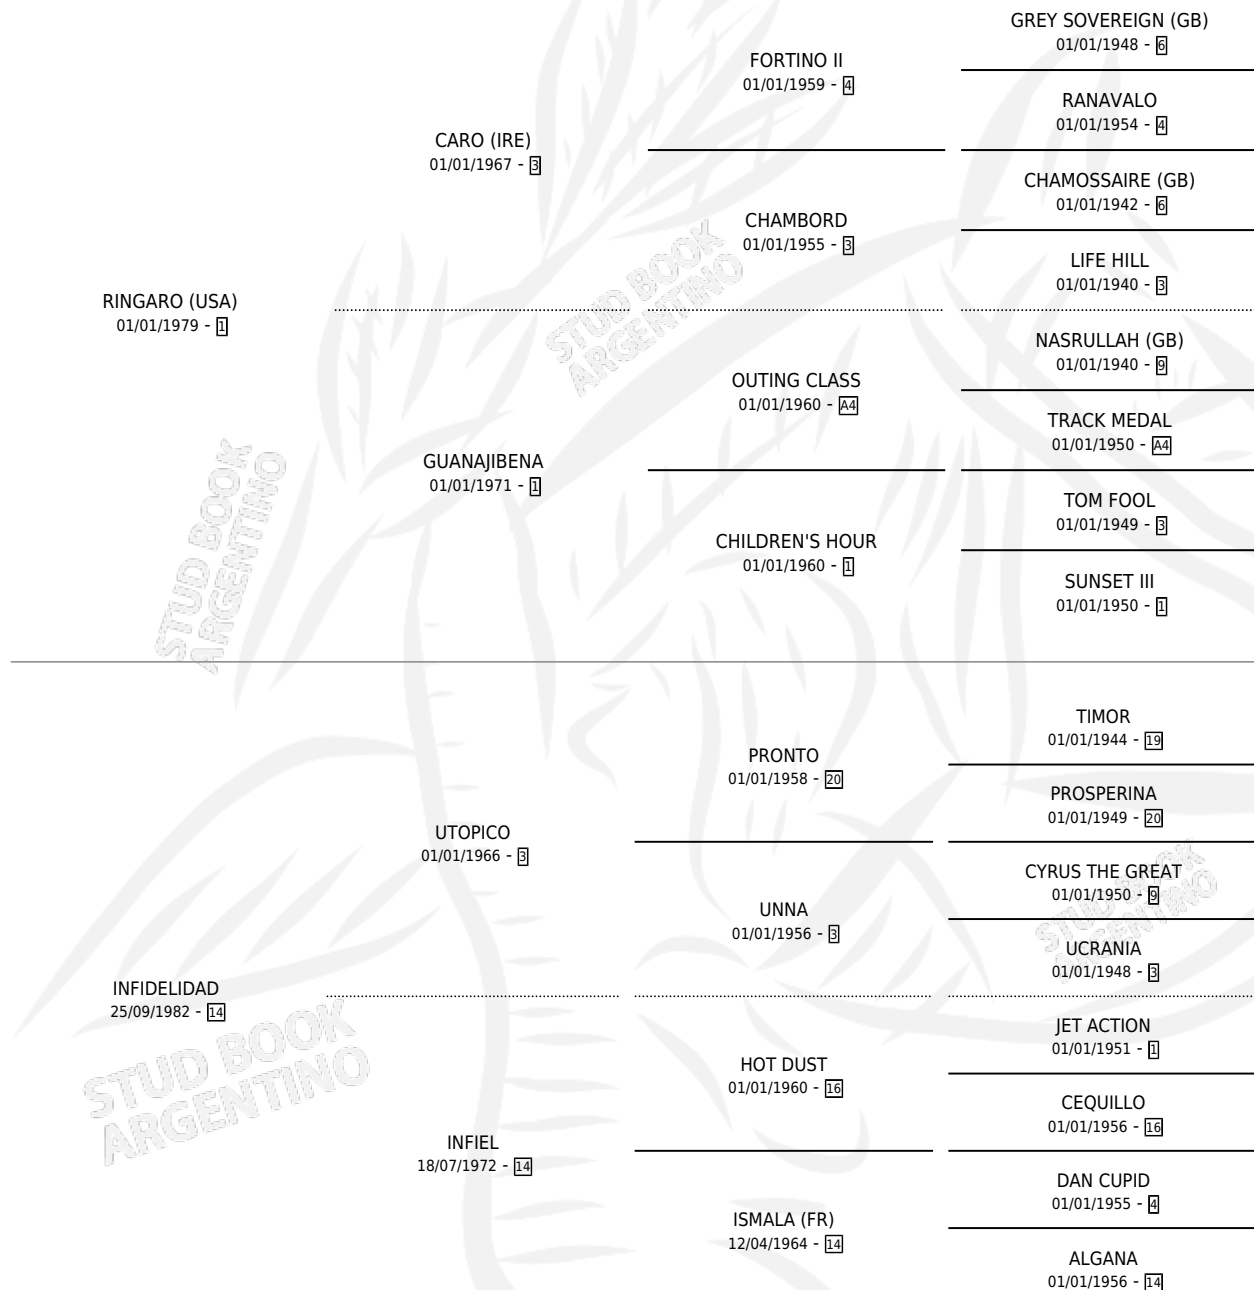 GREY SOVEREIGN (GB)
01/01/1948 - 6
FORTINO II
01/01/1959 - 4
RANAVALO
01/01/1954 - 4
CARO (IRE)
01/01/1967 - 3
CHAMOSSAIRE (GB)
01/01/1942 - 6
CHAMBORD
01/01/1955 - 3
LIFE HILL
01/01/1940 - 3
RINGARO (USA)
01/01/1979 - 1
STUD BOOK
ARGENTINO
NASRULLAH (GB)
01/01/1940 - 9
OUTING CLASS
01/01/1960 - A4
TRACK MEDAL
01/01/1950 - A4
GUANAJIBENA
01/01/1971 - 1
TOM FOOL
01/01/1949 - 3
CHILDREN'S HOUR
01/01/1960 - 1
SUNSET III
01/01/1950 - 1
STUD BOOK
ARGENTINO
TIMOR
01/01/1944 - 19
PRONTO
01/01/1958 - 20
PROSPERINA
01/01/1949 - 20
UTOPICO
01/01/1966 - 3
CYRUS THE GREAT
01/01/1950 - 9
UNNA
01/01/1956 - 3
STUD BOOK
ARGENTINO
UCRANIA
01/01/1948 - 3
INFIDELIDAD
25/09/1982 - 14
STUD BOOK
ARGENTINO
JET ACTION
01/01/1951 - 1
HOT DUST
01/01/1960 - 16
CEQUILLO
01/01/1956 - 16
INFIEL
18/07/1972 - 14
DAN CUPID
01/01/1955 - 4
ISMALA (FR)
12/04/1964 - 14
ALGANA
01/01/1956 - 14